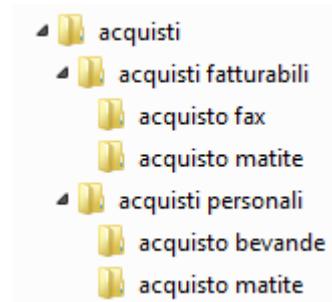 acquisti
acquisti fatturabili
acquisto fax
acquisto matite
acquisti personali
acquisto bevande
acquisto matite